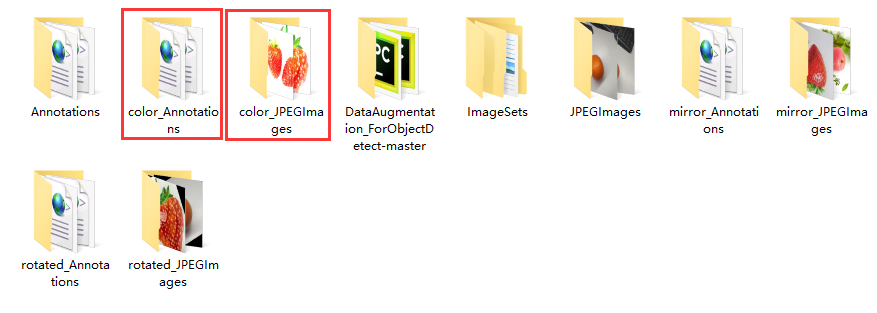 Annotations
color_Annotatio
ns
color_JPEGIma
ges
DataAugmentat
ion_ForObjectD
etect-master
ImageSets
JPEGImages
mirror_Annotati
ons
mirror_JPEGIma
ges
rotated_Annota
tions
rotated_JPEGIm
ages